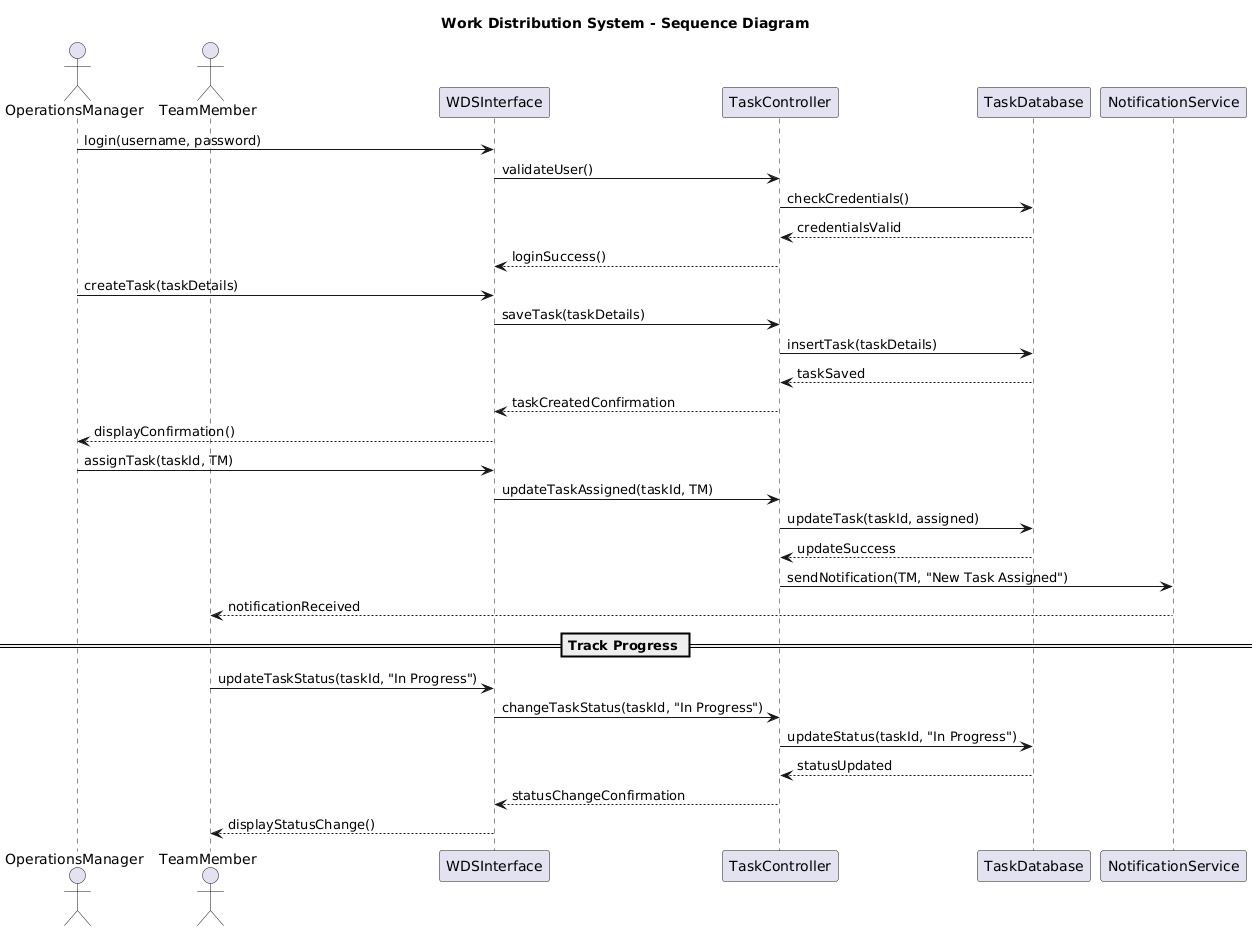 Work Distribution System - Sequence Diagram
OperationsManager
TeamMember
WDSInterface
TaskController
TaskDatabase
NotificationService
login(username, password)
validateUser()
checkCredentials()
credentialsValid
loginSuccess()
createTask(taskDetails)
saveTask(taskDetails)
insertTask(taskDetails)
taskSaved
taskCreatedConfirmation
displayConfirmation()
assignTask(taskId, TM)
updateTaskAssigned(taskId, TM)
updateTask(taskId, assigned)
updateSuccess
sendNotification(TM, "New Task Assigned")
notificationReceived
Track Progress
updateTaskStatus(taskId, "In Progress")
changeTaskStatus(taskId, "In Progress")
updateStatus(taskId, "In Progress")
statusUpdated
statusChangeConfirmation
displayStatusChange()
OperationsManager
TeamMember
WDSInterface
TaskController
TaskDatabase
NotificationService